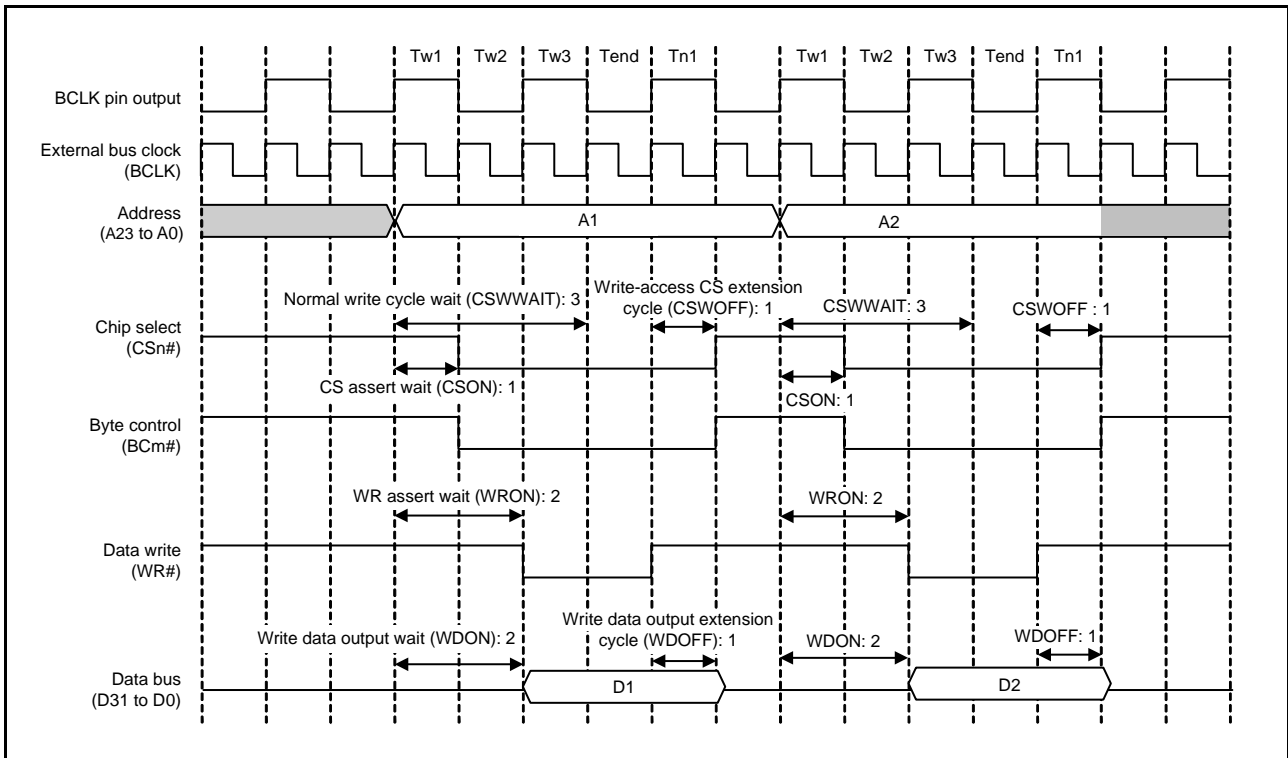 Tw1 Tw2 Tw3 Tend Tn1 Tw1 Tw2 Tw3 Tend Tn1
BCLK pin output
External bus clock
(BCLK)
Address
(A23 to A0)
A1 A2
Normal write cycle wait (CSWWAIT): 3
Write-access CS extension
cycle (CSWOFF): 1
CSWWAIT: 3
CSWOFF : 1
Chip select
(CSn#)
CS assert wait (CSON): 1
CSON: 1
Byte control
(BCm#)
WR assert wait (WRON): 2
WRON: 2
Data write
(WR#)
Write data output wait (WDON): 2
Write data output extension
cycle (WDOFF): 1
WDON: 2
WDOFF: 1
Data bus
(D31 to D0)
D1 D2